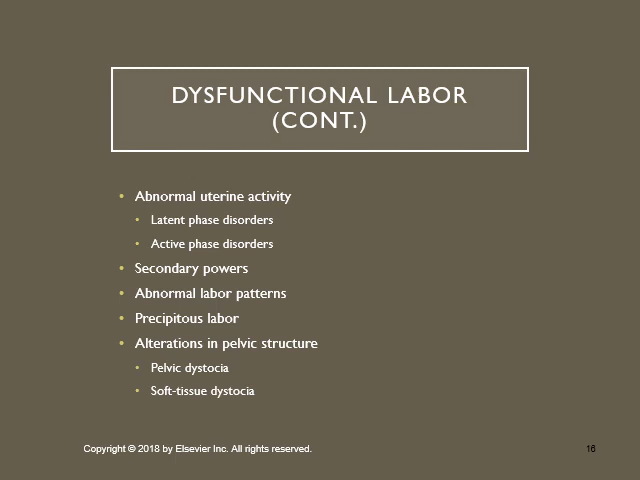 DYSFUNCTIONAL LABOR
(CONT.)
• Abnormal uterine activity
• Latent phase disorders
• Active phase disorders
• Secondary powers
• Abnormal labor patterns
• Precipitous labor
• Alterations in pelvic structure
• Pelvic dystocia
• Soft-tissue dystocia
Copyright © 2018 by Elsevier Inc. All rights reserved.
16